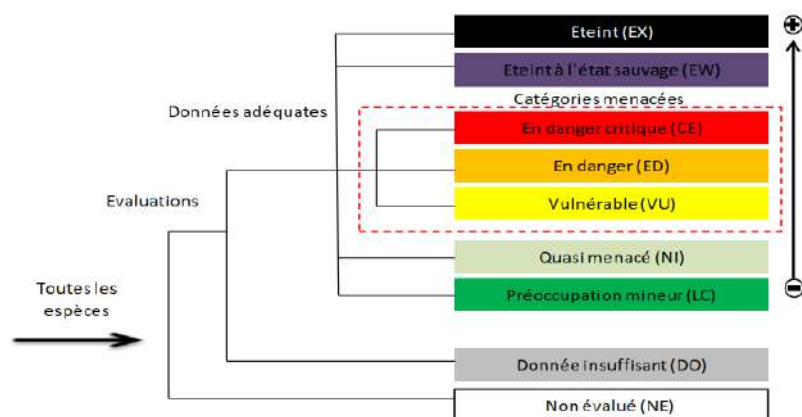 Eteint (EX)
Eteint à l'état sauvage (EW)
Catégories menacées
Données adéquates
En danger critique (CE)
En danger (ED)
Evaluations
Vulnérable (VU)
Quasi menacé (NI)
Toutes les
espèces
Préoccupation mineur (LC)
Donnée insuffisant (DO)
Non évalué (NE)